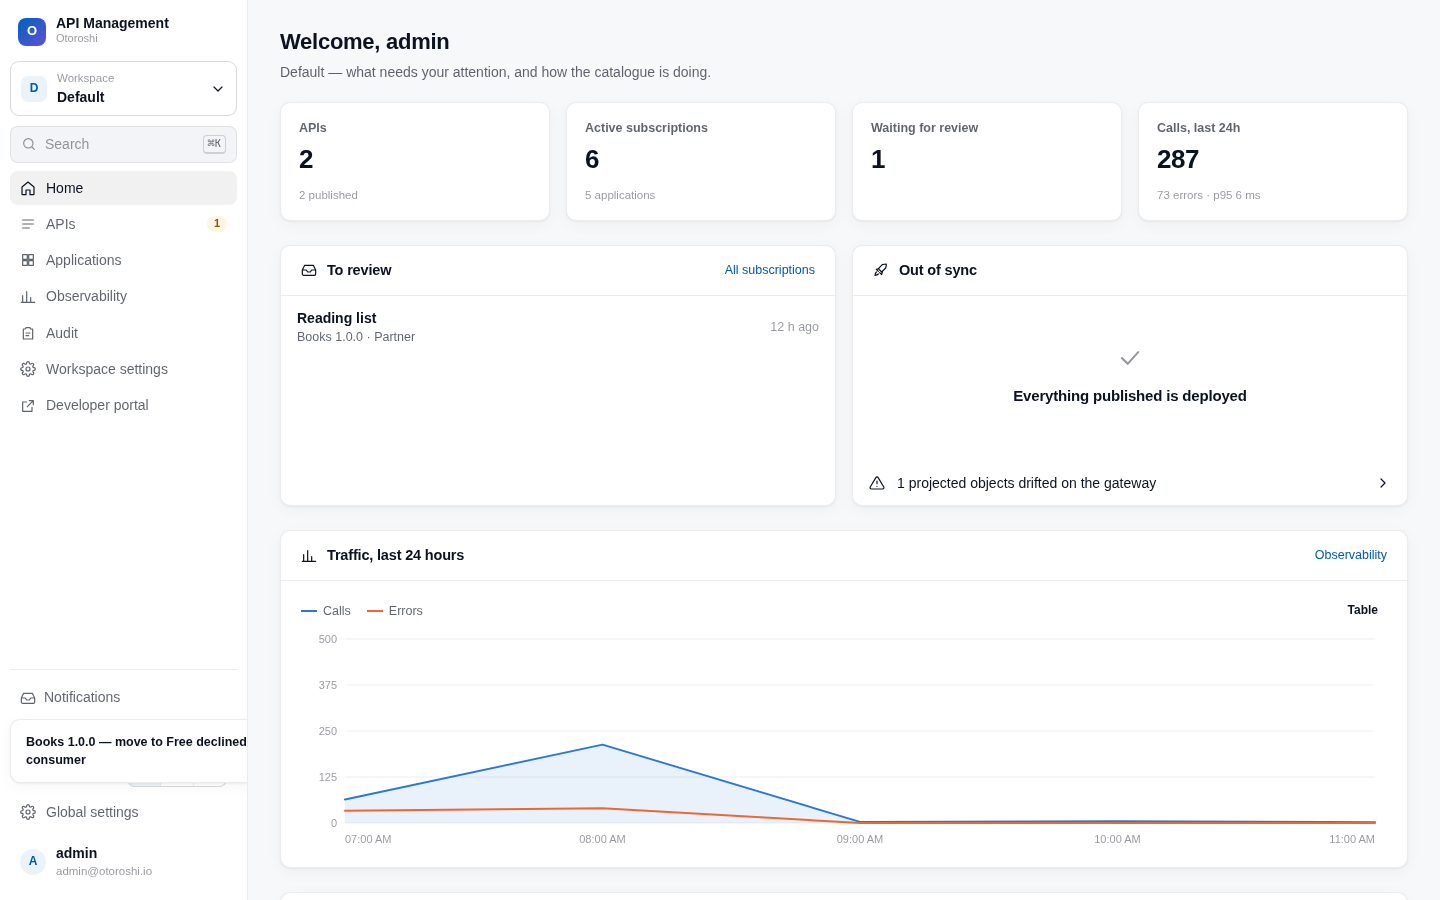 API Management
Otoroshi
Workspace
D
Default
Search
⌘K
Home
APIs
1
Applications
Observability
Audit
Workspace settings
Developer portal
Notifications
Books 1.0.0 — move to Free declined
consumer
Global settings
A
admin
admin@otoroshi.io
Welcome, admin
Default — what needs your attention, and how the catalogue is doing.
APIs
2
2 published
Active subscriptions
6
5 applications
Waiting for review
1
Calls, last 24h
287
73 errors · p95 6 ms
To review
All subscriptions
Reading list
Books 1.0.0 · Partner
12 h ago
Out of sync
Everything published is deployed
1 projected objects drifted on the gateway
Traffic, last 24 hours
Observability
Calls
Errors
Table
500
375
250
125
0
07:00 AM
08:00 AM
09:00 AM
10:00 AM
11:00 AM